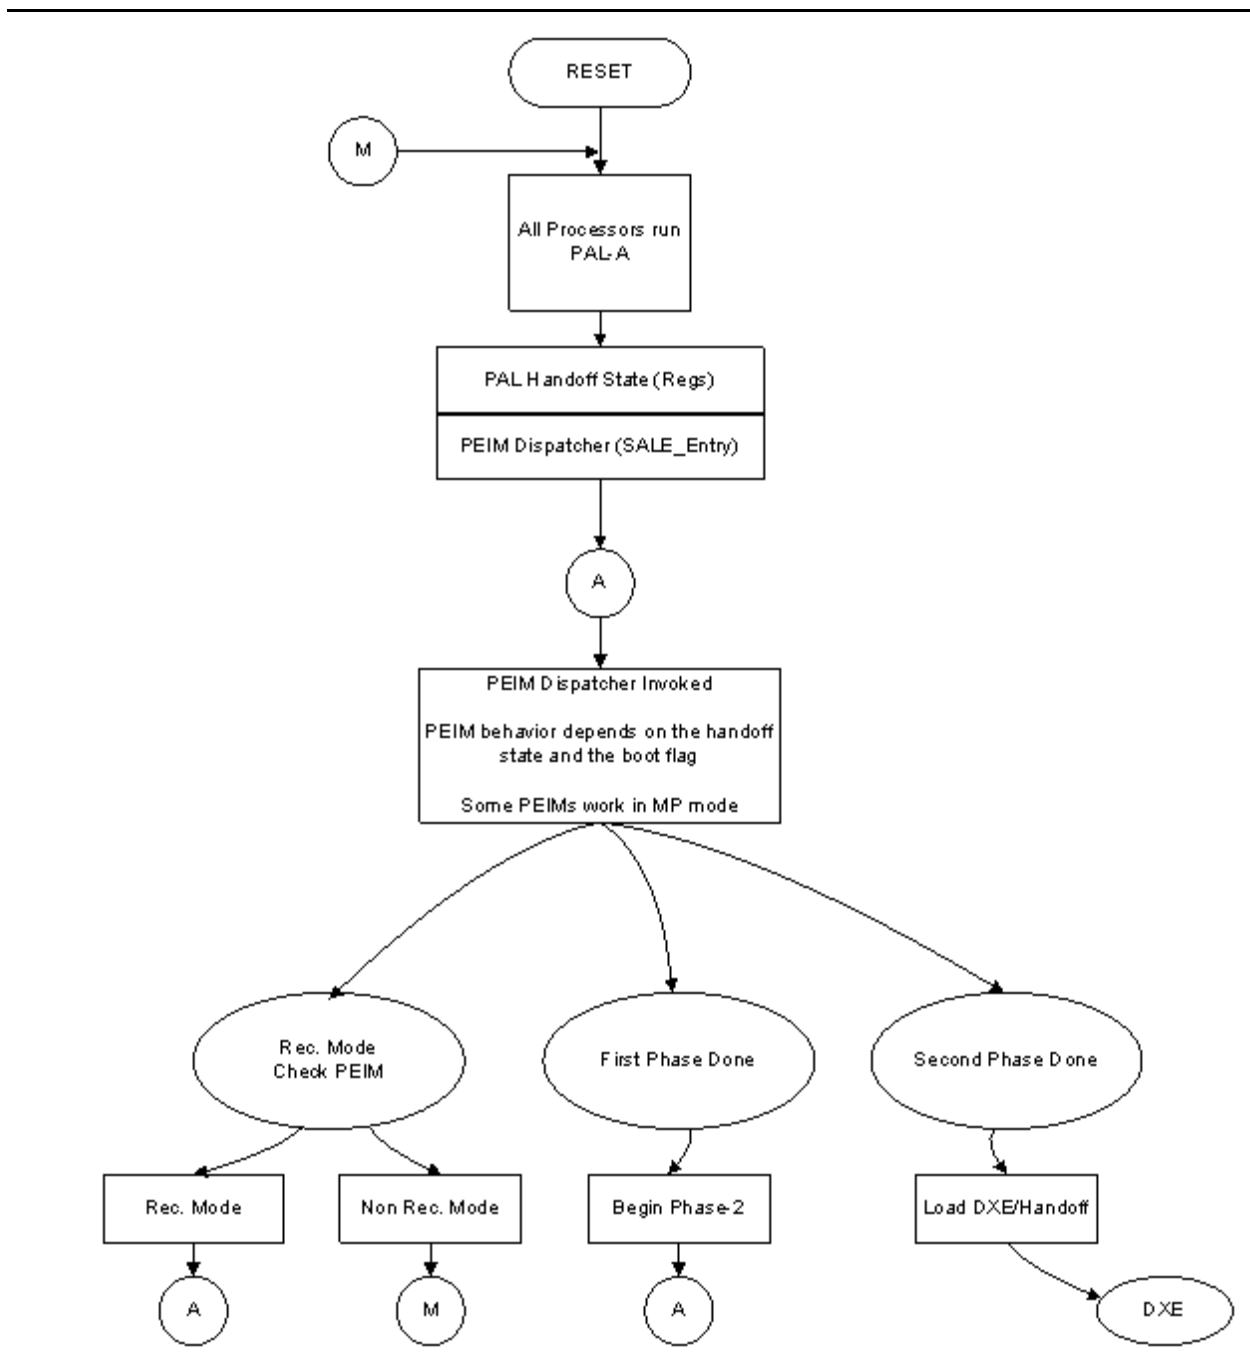 RESET
M
All Processors run
PAL-A
PAL Handoff State (Regs)
PEIM Dispatcher (SALE_Entry)
A
PEIM Dispatcher Invoked
PEIM behavior depends on the handoff
state and the boot flag
Some PEIMs work in MP mode
Rec. Mode
Check PEIM
First Phase Done
Second Phase Done
Rec. Mode
Non Rec. Mode
Begin Phase-2
Load DXE/Handoff
A
M
A
DXE